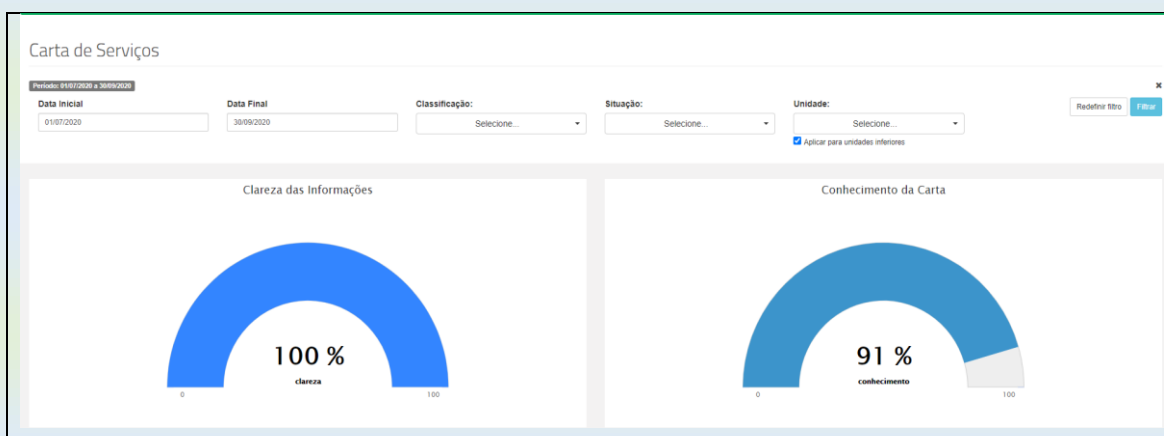 Carta de Serviços
Período: 01/07/2020 a 30/09/2020
Data Inicial Data Final Classificação: Situação: Unidade:
01/07/2020 30/09/2020 Selecione... Selecione... Selecione... Redefinir filtro Filtrar
Aplicar para unidades inferiores
Clareza das Informações
100 %
clareza
0 100
Conhecimento da Carta
91 %
conhecimento
0 100